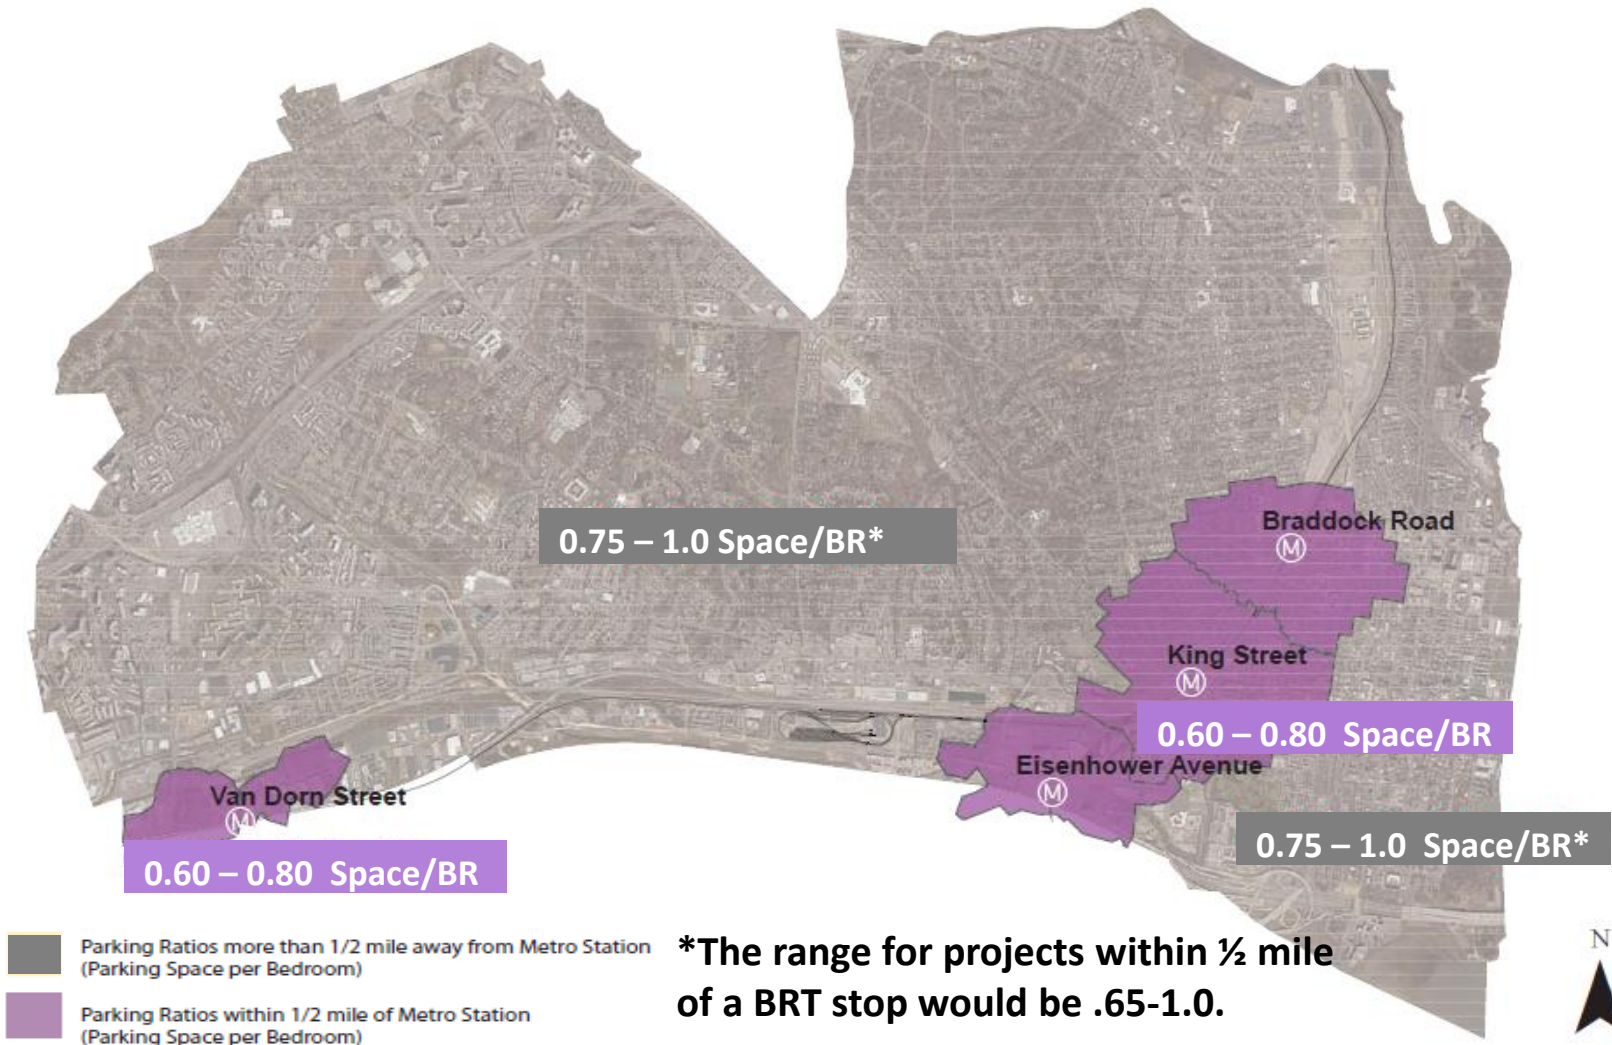 0.75 – 1.0 Space/BR*
Braddock Road
M
King Street
M
0.60 – 0.80 Space/BR
Eisenhower Avenue
M
Van Dorn Street
M
0.60 – 0.80 Space/BR
0.75 – 1.0 Space/BR*
Parking Ratios more than 1/2 mile away from Metro Station
(Parking Space per Bedroom)
Parking Ratios within 1/2 mile of Metro Station
(Parking Space per Bedroom)
*The range for projects within ½ mile
of a BRT stop would be .65-1.0.
N